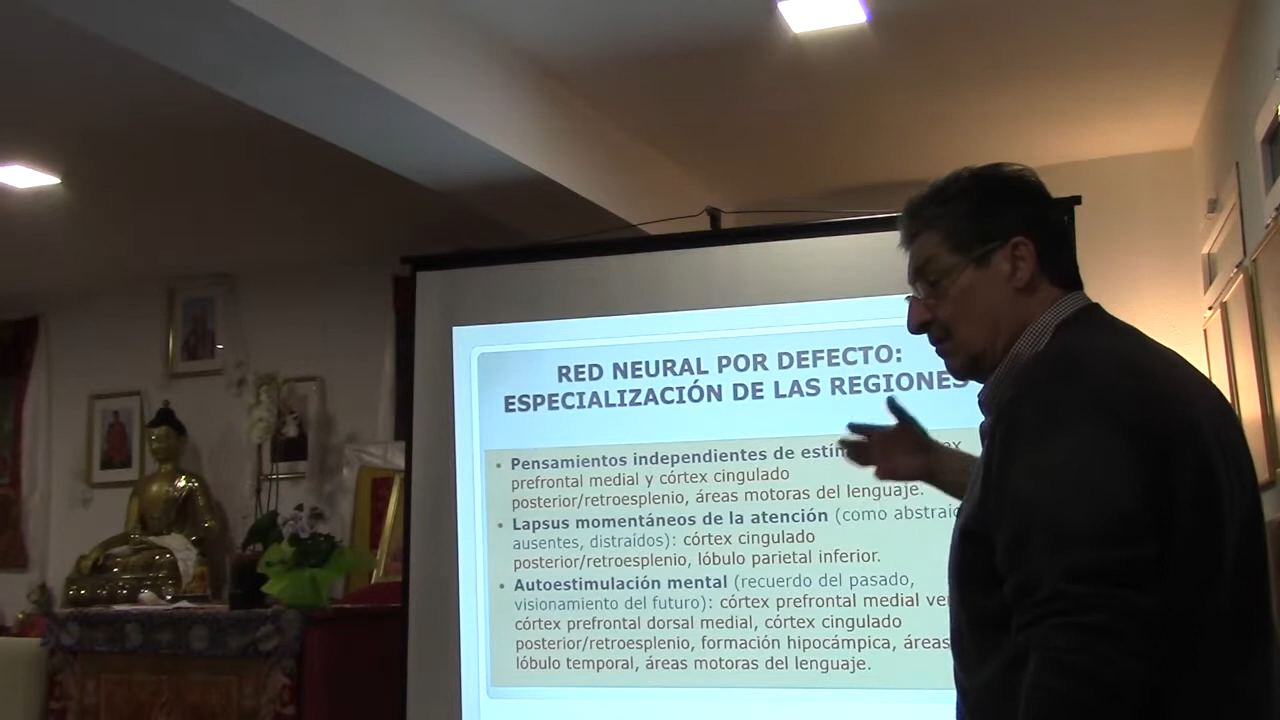 RED NEURAL POR DEFECTO:
ESPECIALIZACIÓN DE LAS REGIONES
• Pensamientos independientes de
prefrontal medial y córtex cingulado
posterior/retroesplenio, áreas motoras del lenguaje.
• Lapsus momentáneos de la atención (como
ausentes, distraídos): córtex cingulado
posterior/retroesplenio, lóbulo parietal inferior.
• Autoestimulación mental (recuerdo del pasado,
visionamiento del futuro): córtex prefrontal medial
córtex prefrontal dorsal medial, córtex cingulado
posterior/retroesplenio, formación hipocámpica, áreas
lóbulo temporal, áreas motoras del lenguaje.